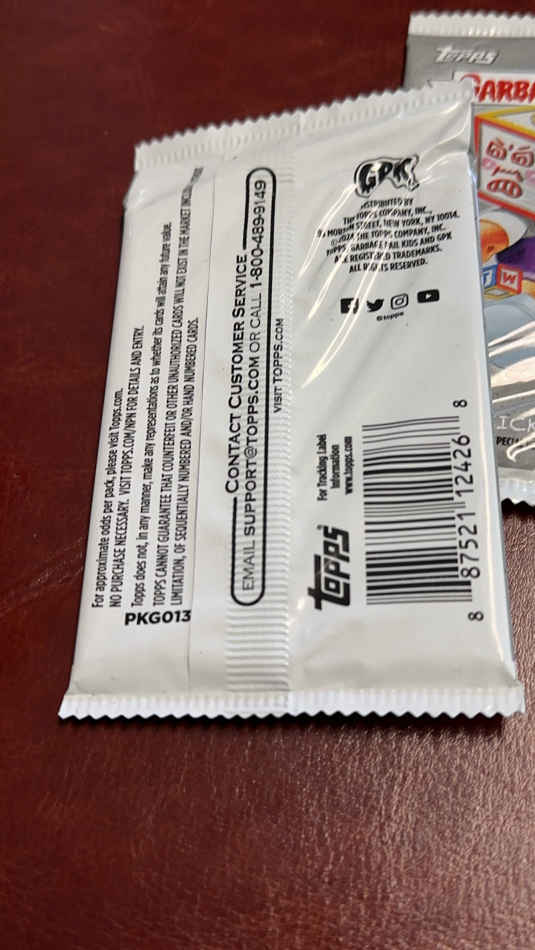 For approximate odds per pack, please visit Topps.com.
NO PURCHASE NECESSARY. VISIT TOPPS.COM/NPN FOR DETAILS AND ENTRY.
Topps does not, in any manner, make any representations as to whether its cards will attain any future value.
TOPPS CANNOT GUARANTEE THAT COUNTERFEIT OR OTHER UNAUTHORIZED CARDS WILL NOT EXIST IN THE MARKET
LIMITATION, OF SEQUENTIALLY NUMBERED AND/OR HAND NUMBERED CARDS.
PKG013
CONTACT CUSTOMER SERVICE
EMAIL SUPPORT@TOPPS.COM OR CALL 1-800-489-9149
VISIT TOPPS.COM
GPK
DISTRIBUTED BY
THE TOPPS COMPANY, INC.,
STREET, NEW YORK, NY 10014.
©2024 THE TOPPS COMPANY, INC.
TOPPS, GARBAGE PAIL KIDS AND GPK
ARE REGISTERED TRADEMARKS.
ALL RIGHTS RESERVED.
@topps
topps
For Tracking Label
Information
www.topps.com
8 87521 12426 8
TOPPS
GARBA
W